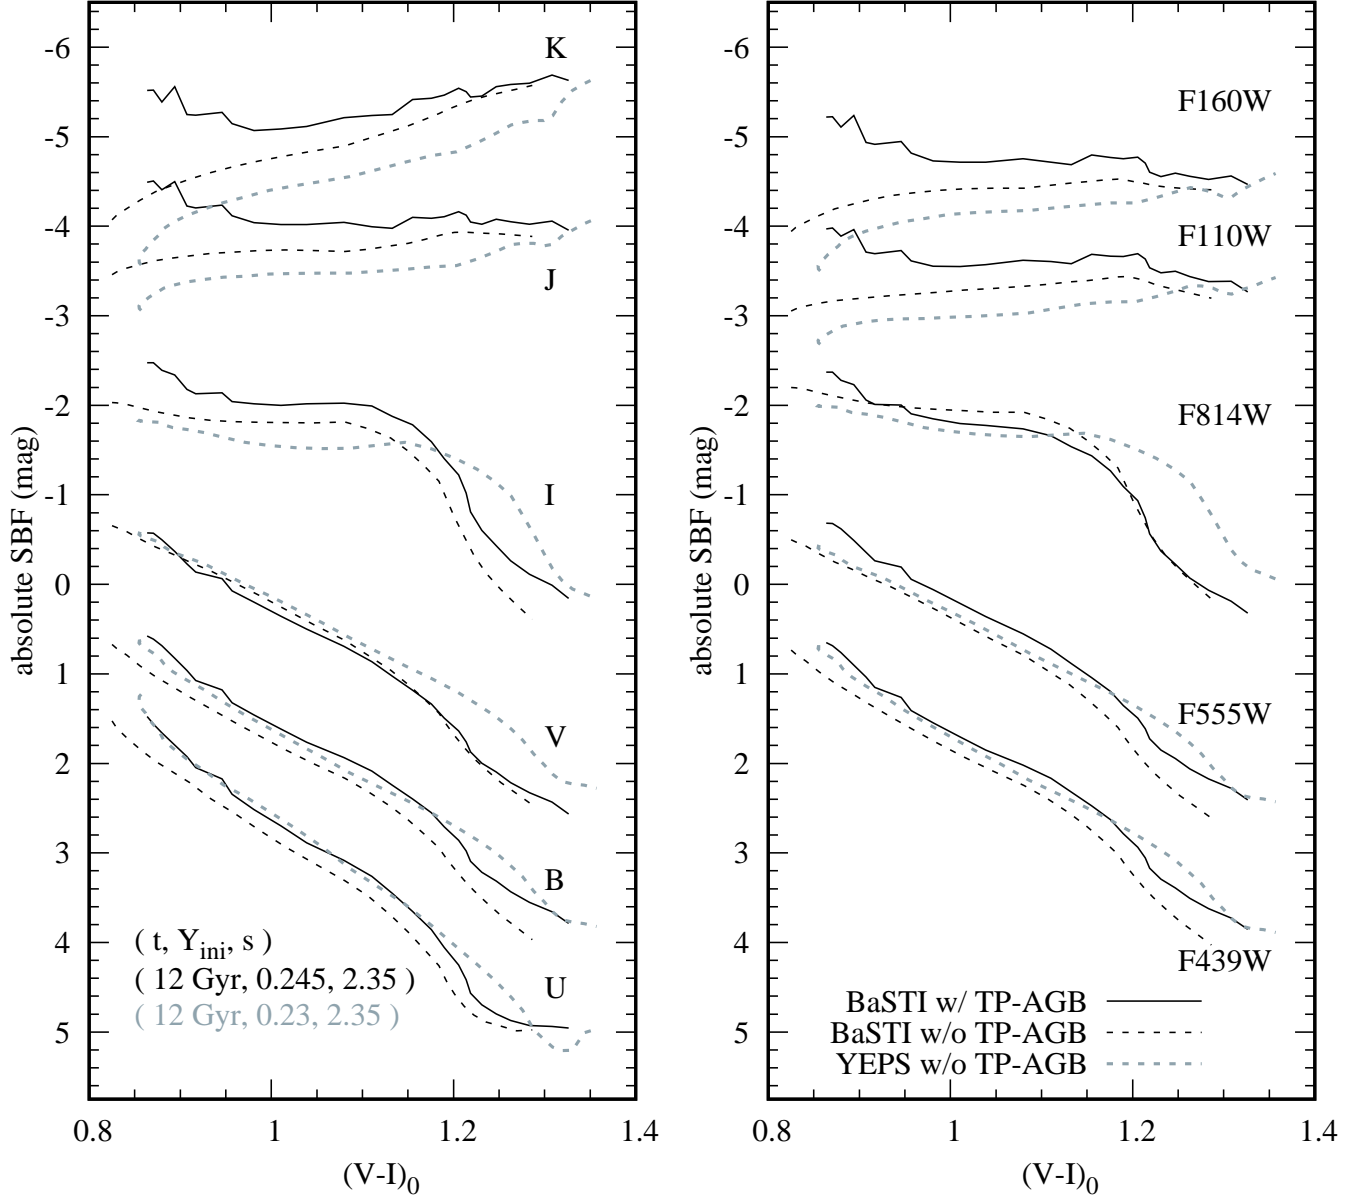 -6
-5
-4
-3
-2
-1
0
1
2
3
4
5
absolute SBF (mag)
K
J
I
V
B
U
( t, Yini, s )
( 12 Gyr, 0.245, 2.35 )
( 12 Gyr, 0.23, 2.35 )
0.8 1 1.2 1.4
(V-I)0
-6
-5
-4
-3
-2
-1
0
1
2
3
4
5
absolute SBF (mag)
F160W
F110W
F814W
F555W
F439W
BaSTI w/ TP-AGB
BaSTI w/o TP-AGB
YEPS w/o TP-AGB
0.8 1 1.2 1.4
(V-I)0